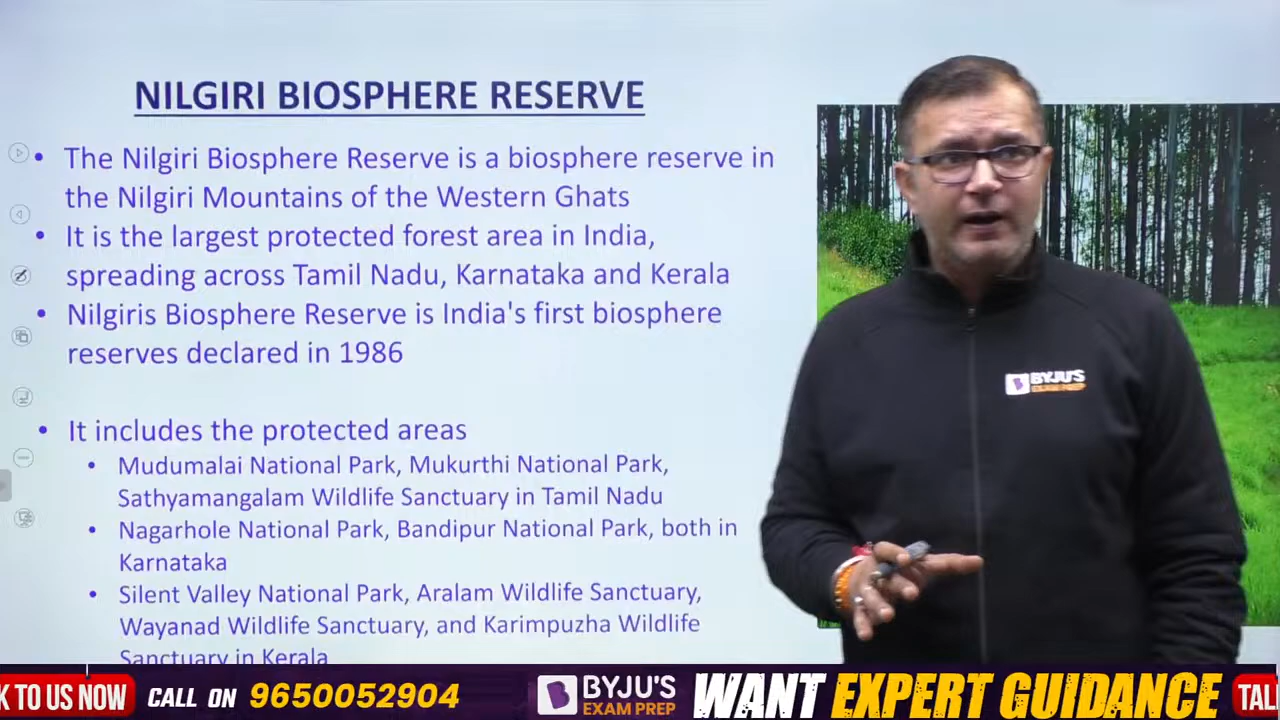 NILGIRI BIOSPHERE RESERVE
• The Nilgiri Biosphere Reserve is a biosphere reserve in
the Nilgiri Mountains of the Western Ghats
• It is the largest protected forest area in India,
spreading across Tamil Nadu, Karnataka and Kerala
• Nilgiris Biosphere Reserve is India's first biosphere
reserves declared in 1986
• It includes the protected areas
• Mudumalai National Park, Mukurthi National Park,
Sathyamangalam Wildlife Sanctuary in Tamil Nadu
• Nagarhole National Park, Bandipur National Park, both in
Karnataka
• Silent Valley National Park, Aralam Wildlife Sanctuary,
Wayanad Wildlife Sanctuary, and Karimpuzha Wildlife
Sanctuary in Kerala
BYJU'S
EXAM PREP
K TO US NOW
CALL ON 9650052904
BYJU'S
EXAM PREP
WANT EXPERT GUIDANCE
TAL